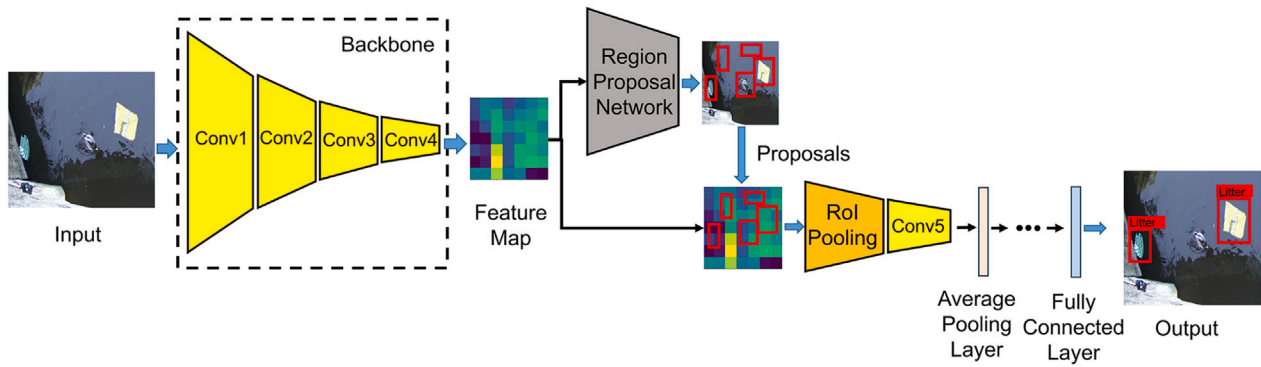 Backbone
Conv1
Conv2
Conv3
Conv4
Input
Feature
Map
Region
Proposal
Network
Proposals
RoI
Pooling
Conv5
Average
Pooling
Layer
Fully
Connected
Layer
Litter
Litter
Output